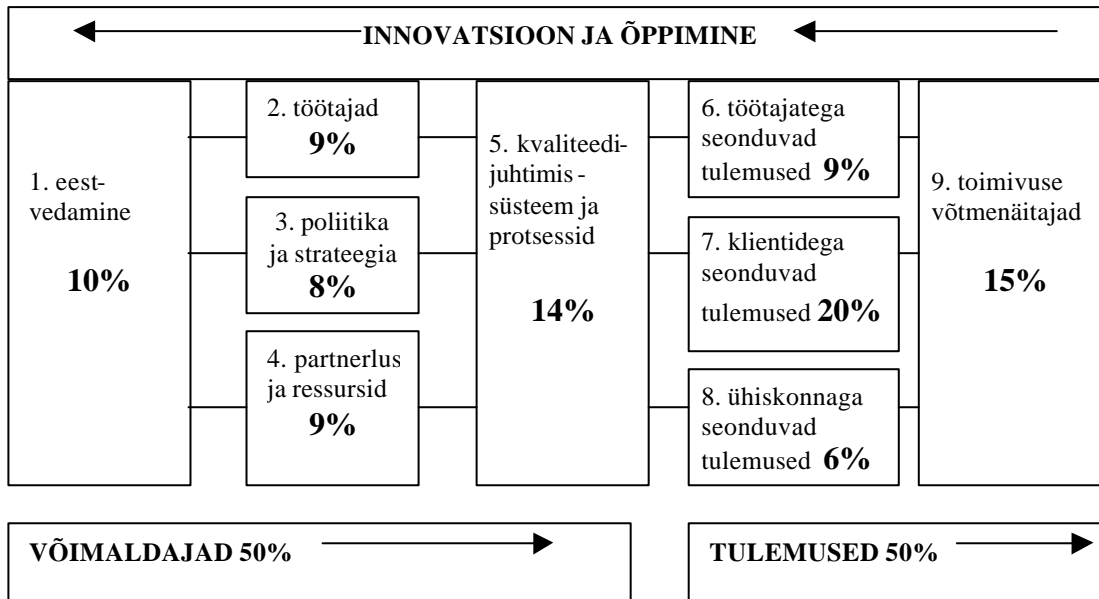 INNOVATSIOON JA ÕPPIMINE
1. eest-
vedamine
10%
2. töötajad
9%
3. poliitika
ja strateegia
8%
4. partnerlus
ja ressursid
9%
5. kvaliteedi-
juhtimis-
süsteem ja
protsessid
14%
6. töötajatega
seonduvad
tulemused 9%
7. klientidega
seonduvad
tulemused 20%
8. ühiskonnaga
seonduvad
tulemused 6%
9. toimivuse
võtmenäitajad
15%
VÕIMALDAJAD 50%
TULEMUSED 50%